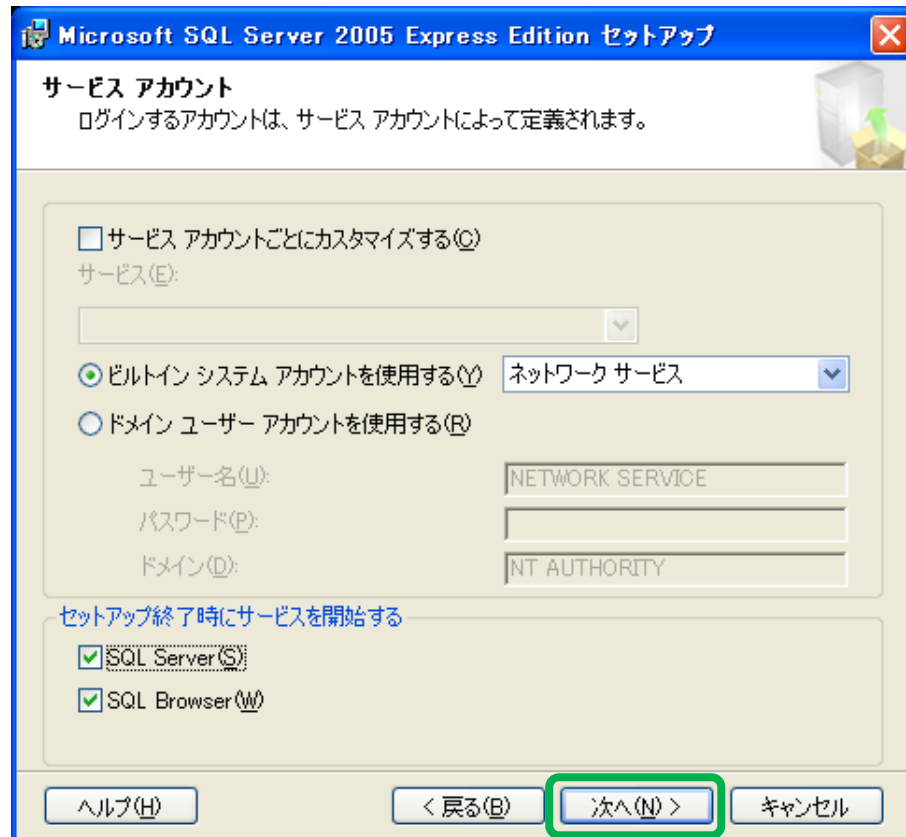 Microsoft SQL Server 2005 Express Edition セットアップ
サービス アカウント
ログインするアカウントは、サービス アカウントによって定義されます。
サービス アカウントごとにカスタマイズする(C)
サービス(E):
ビルトイン システム アカウントを使用する(Y) ネットワーク サービス
ドメイン ユーザー アカウントを使用する(R)
ユーザー名(U): NETWORK SERVICE
パスワード(P):
ドメイン(D): NT AUTHORITY
セットアップ終了時にサービスを開始する
SQL Server(S)
SQL Browser(W)
ヘルプ(H) < 戻る(B) 次へ(N) > キャンセル